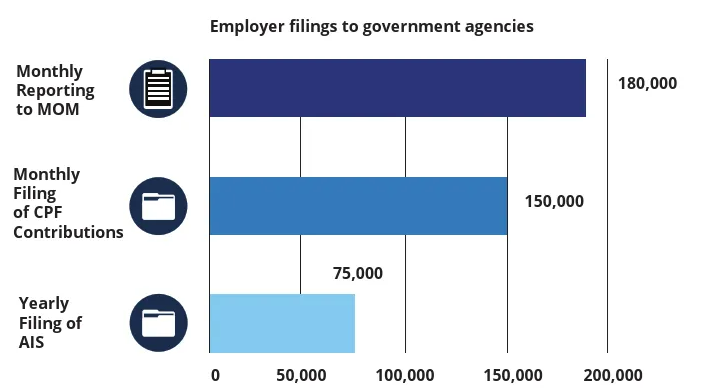 Employer filings to government agencies
Monthly
Reporting
to MOM
180,000
Monthly
Filing
of CPF
Contributions
150,000
75,000
Yearly
Filing of
AIS
0
50,000
100,000
150,000
200,000